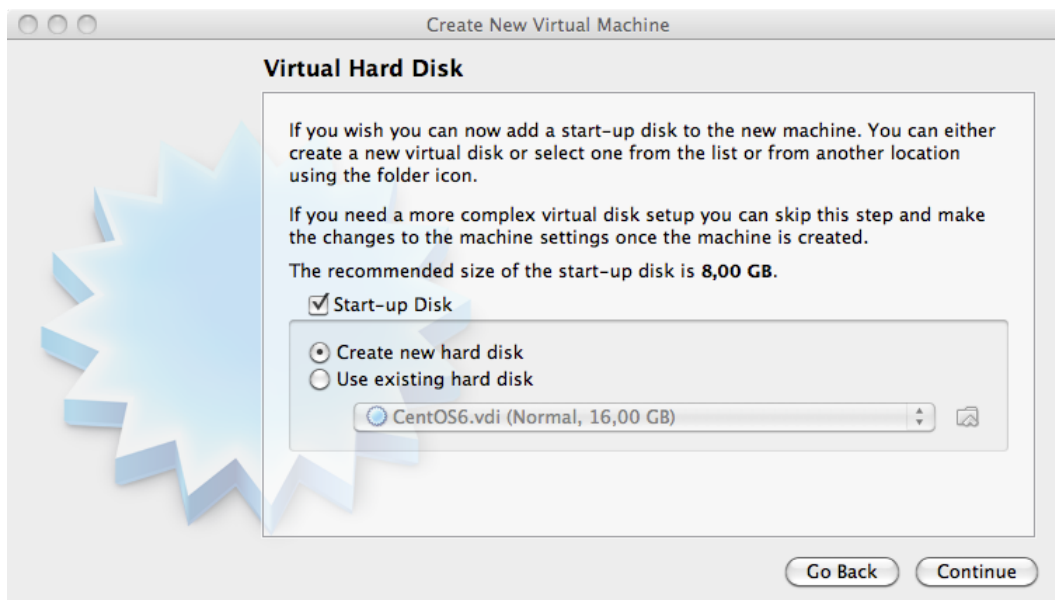 Create New Virtual Machine
Virtual Hard Disk
If you wish you can now add a start-up disk to the new machine. You can either
create a new virtual disk or select one from the list or from another location
using the folder icon.
If you need a more complex virtual disk setup you can skip this step and make
the changes to the machine settings once the machine is created.
The recommended size of the start-up disk is 8,00 GB.
Start-up Disk
Create new hard disk
Use existing hard disk
CentOS6.vdi (Normal, 16,00 GB)
Go Back Continue